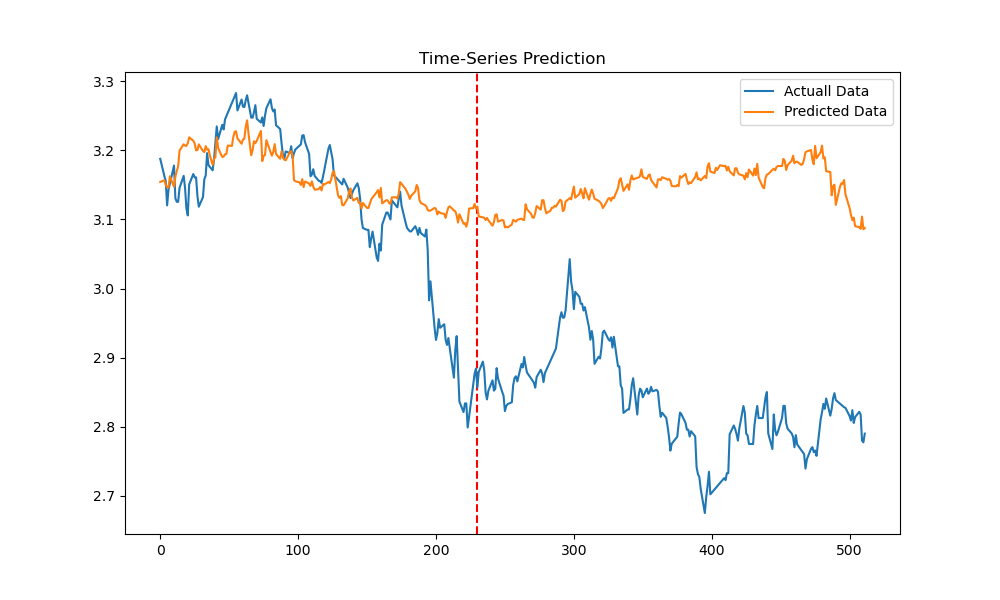 Time-Series Prediction
Actuall Data
Predicted Data
3.3
3.2
3.1
3.0
2.9
2.8
2.7
0 100 200 300 400 500